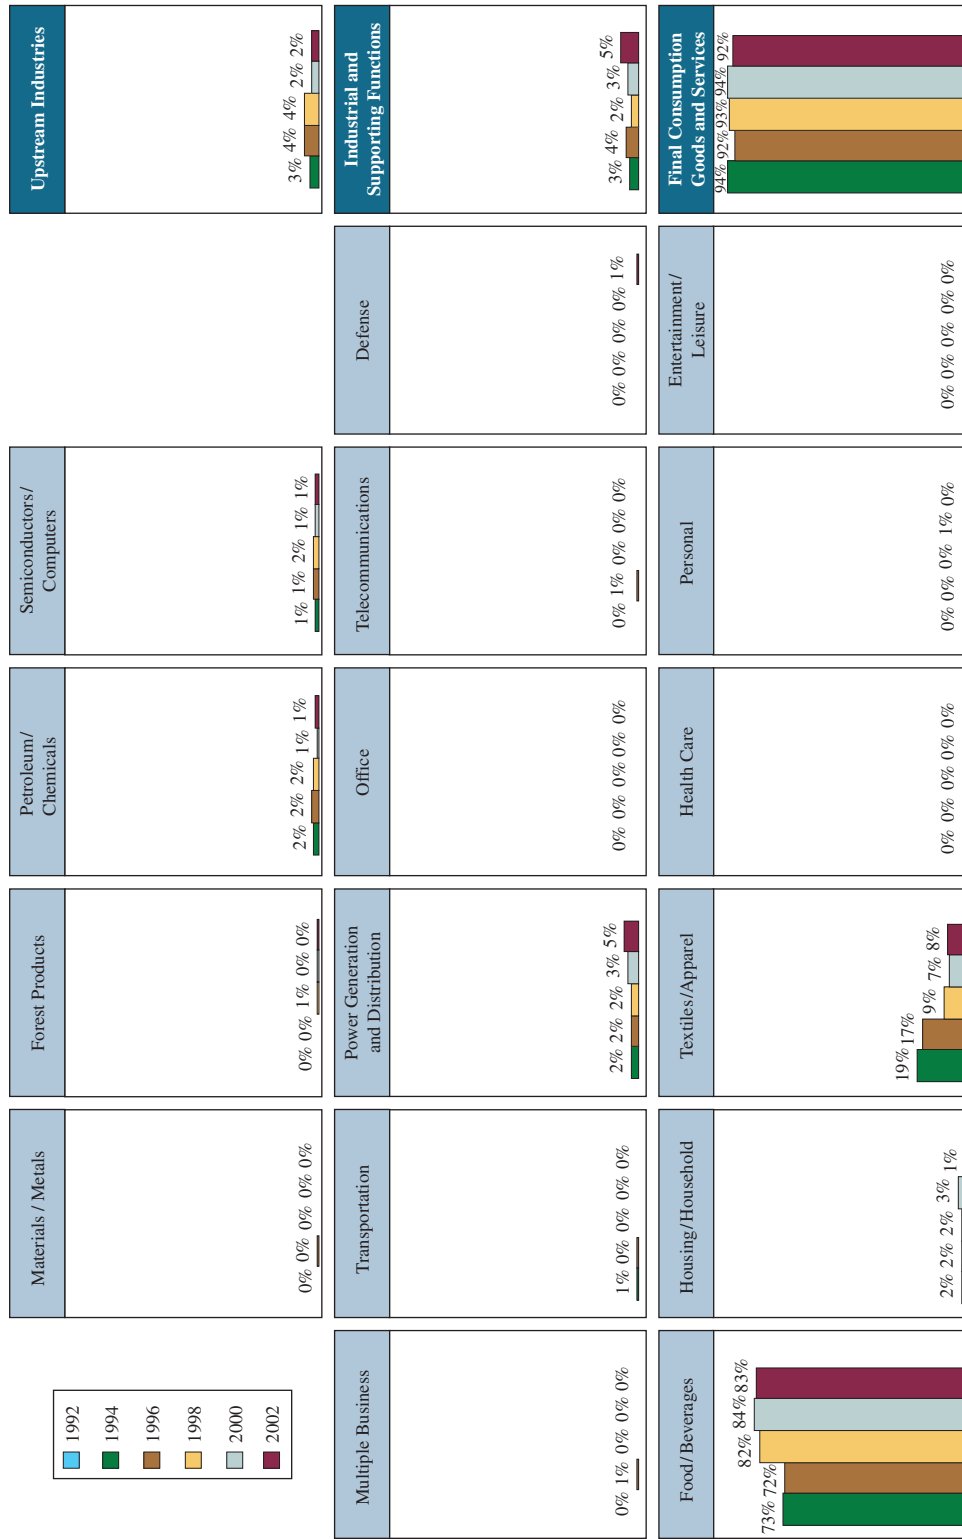 1992
1994
1996
1998
2000
2002
Materials / Metals
0% 0% 0% 0% 0%
Forest Products
0% 0% 1% 0% 0%
Petroleum/
Chemicals
2% 2% 2% 1% 1%
Semiconductors/
Computers
1% 1% 2% 1% 1%
Upstream Industries
3% 4% 4% 2% 2%
Multiple Business
0% 1% 0% 0% 0%
Transportation
1% 0% 0% 0% 0%
Power Generation
and Distribution
2% 2% 2% 3% 5%
Office
0% 0% 0% 0% 0%
Telecommunications
0% 1% 0% 0% 0%
Defense
0% 0% 0% 0% 1%
Industrial and
Supporting Functions
3% 4% 2% 3% 5%
Food/Beverages
73% 72% 82% 84% 83%
Housing/Household
2% 2% 2% 3% 1%
Textiles/Apparel
19% 17% 9% 7% 8%
Health Care
0% 0% 0% 0% 0%
Personal
0% 0% 0% 1% 0%
Entertainment/
Leisure
0% 0% 0% 0% 0%
Final Consumption
Goods and Services
94% 92% 93% 94% 92%